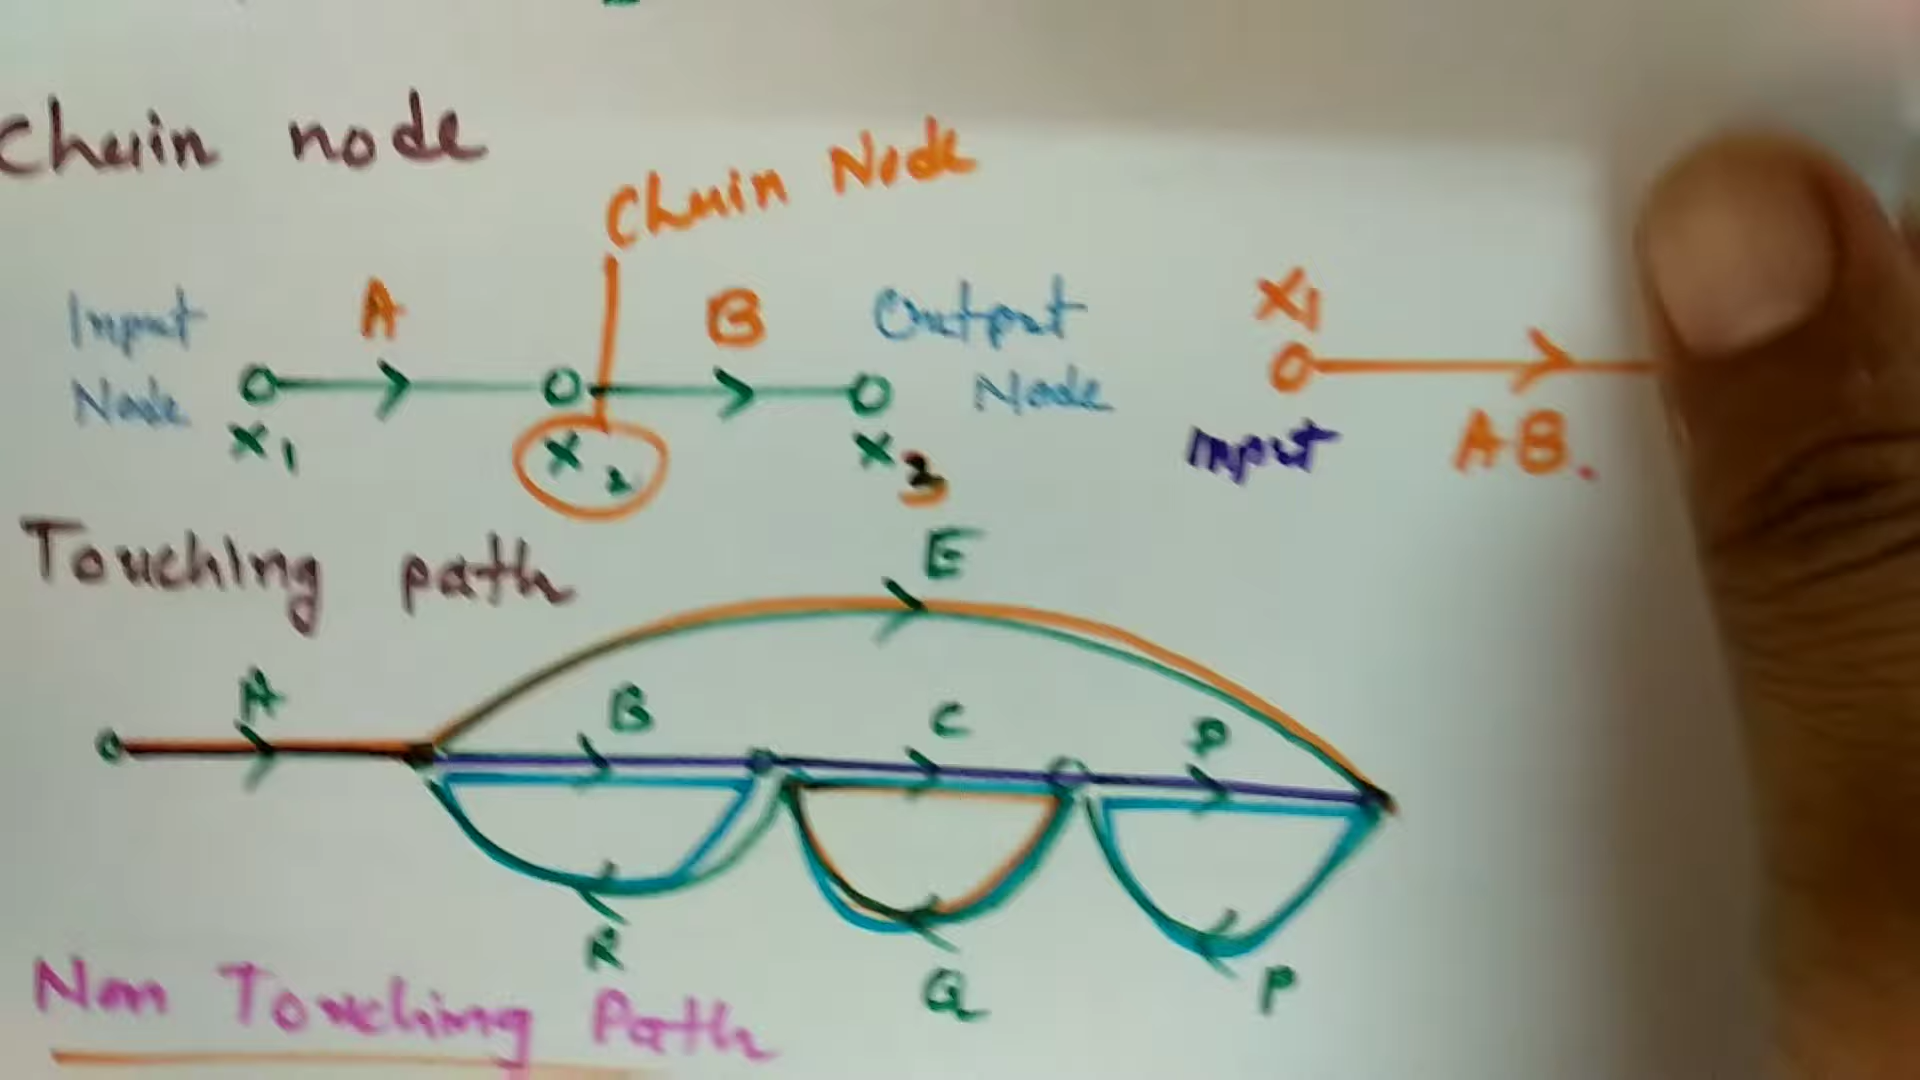 Chain node
Chain Node
Input Node
A
B
Output Node
X1
X2
X3
X1
Input
AB.
Touching path
E
A
B
C
D
R
Q
P
Non Touching Path